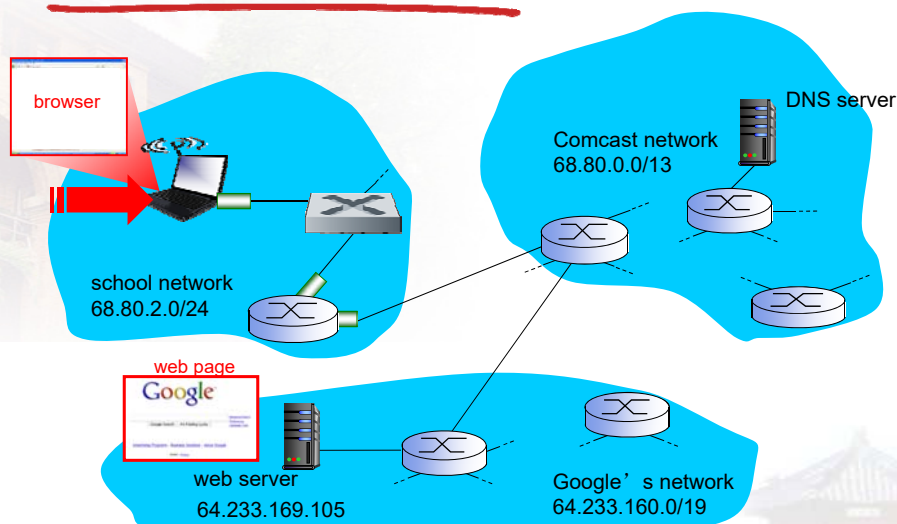 browser
DNS server
Comcast network
68.80.0.0/13
school network
68.80.2.0/24
web page
Google
web server
64.233.169.105
Google’s network
64.233.160.0/19